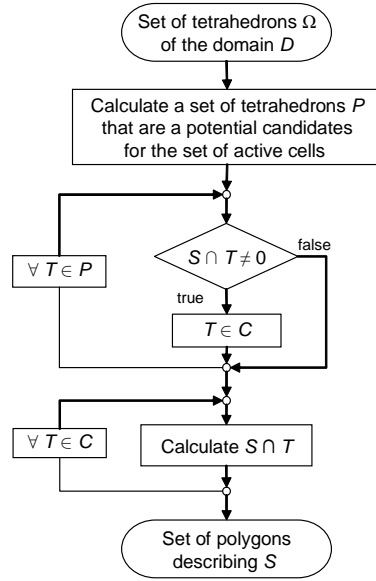 Set of tetrahedrons Ω
of the domain D
Calculate a set of tetrahedrons P
that are a potential candidates
for the set of active cells
S ∩ T ≠ 0
false
∀ T ∈ P
true
T ∈ C
∀ T ∈ C
Calculate S ∩ T
Set of polygons
describing S